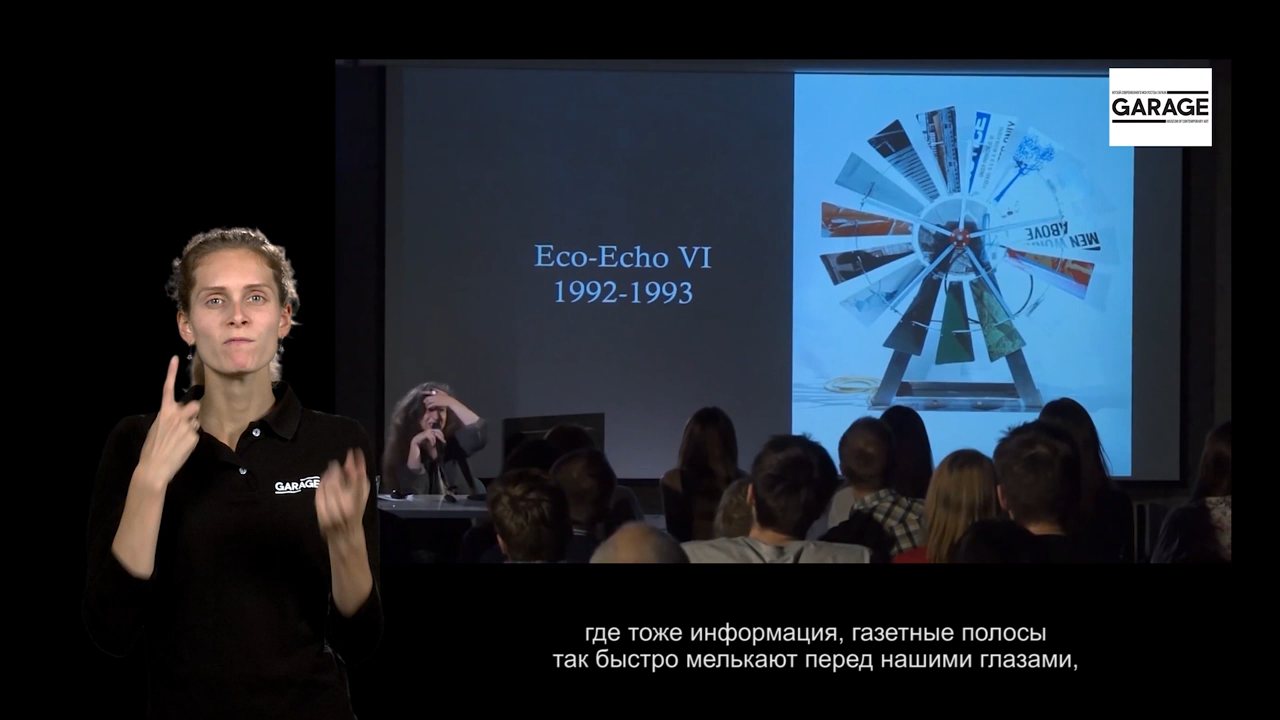 GARAGE
Eco-Echo VI
1992-1993
MEN WORK
ABOVE
GARAGE
где тоже информация, газетные полосы
так быстро мелькают перед нашими глазами,